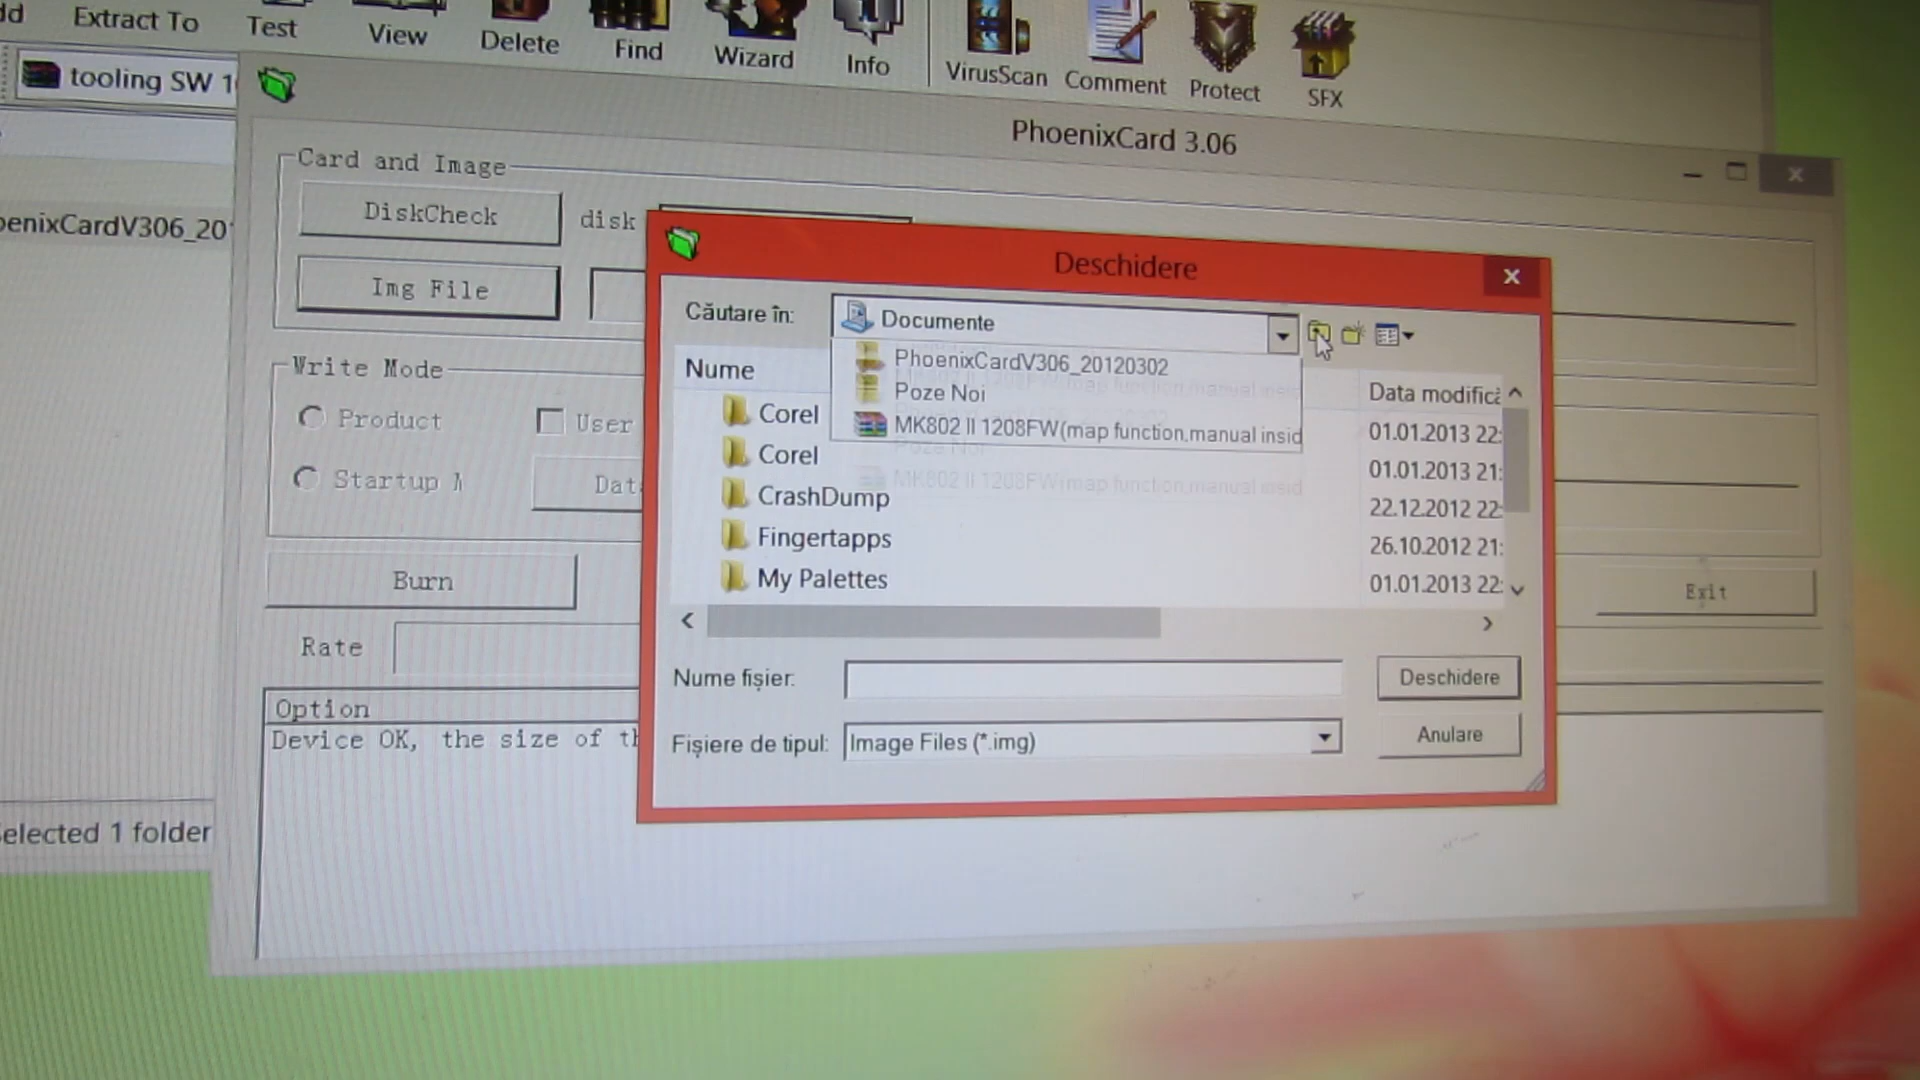 Extract To
Test
View
Delete
Find
Wizard
Info
VirusScan
Comment
Protect
SFX
tooling SW
PhoenixCard 3.06
Card and Image
DiskCheck
disk
Img File
Write Mode
Product
User
Startup
Burn
Rate
Option
Device OK, the size of
Exit
Deschidere
Căutare în:
Documente
PhoenixCardV306_20120302
Poze Noi
MK802 II 1208FW(map function,manual insid
Nume
Data modifică
Corel
01.01.2013 22:
Corel
01.01.2013 21:
CrashDump
22.12.2012 22:
Fingertapps
26.10.2012 21:
My Palettes
01.01.2013 22:
Nume fișier:
Deschidere
Fișiere de tipul:
Image Files (*.img)
Anulare
enixCardV306_20
elected 1 folder